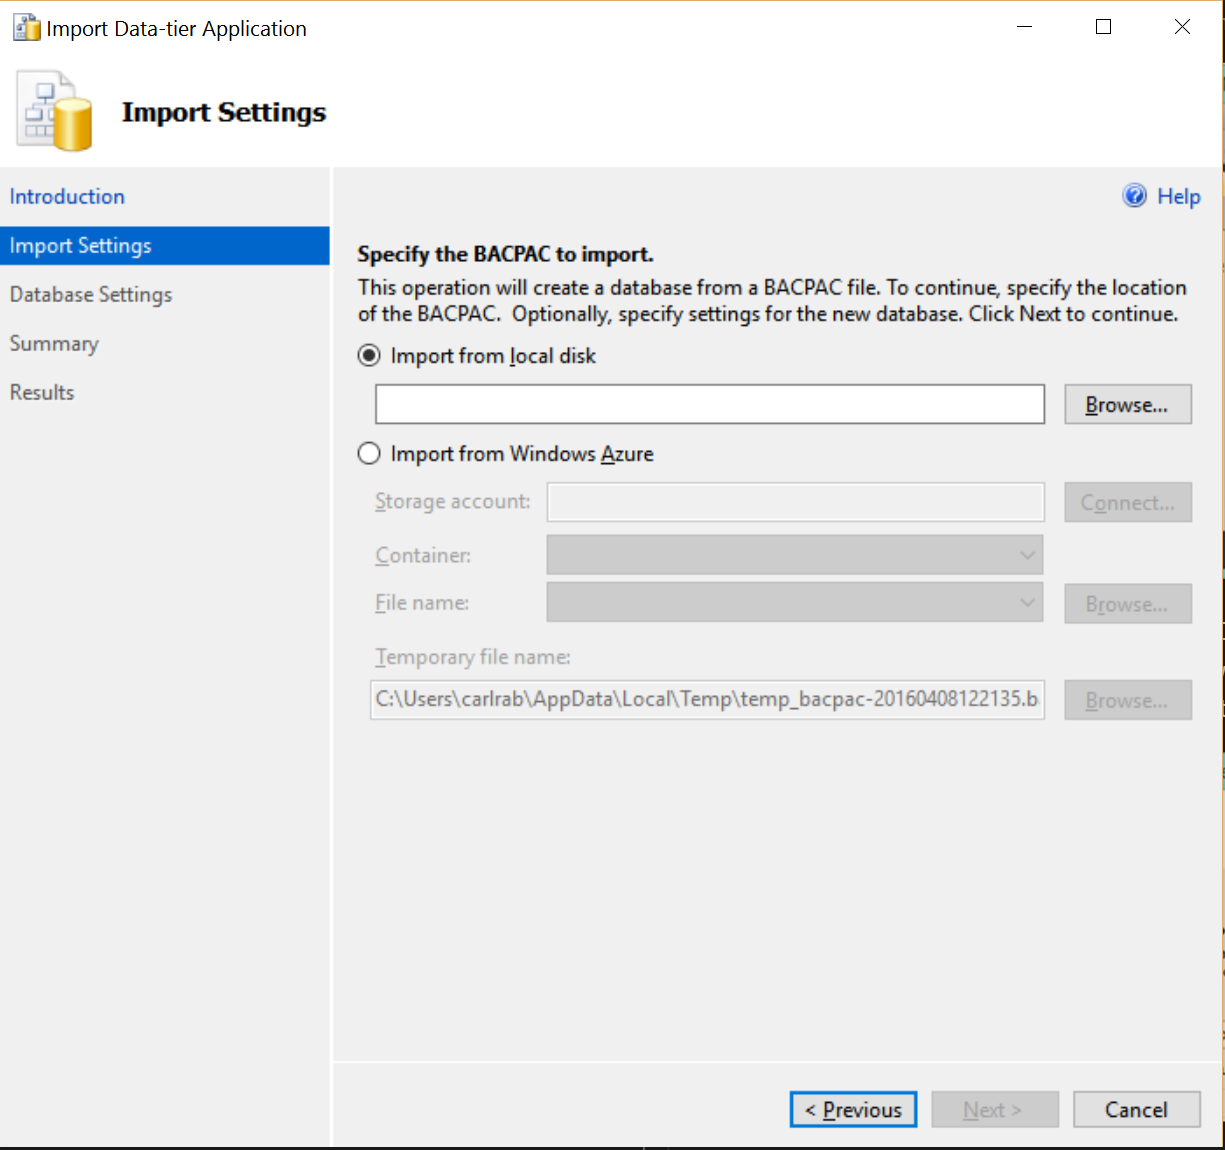 Import Data-tier Application
Import Settings
Introduction
Import Settings
Database Settings
Summary
Results
Help
Specify the BACPAC to import.
This operation will create a database from a BACPAC file. To continue, specify the location
of the BACPAC.  Optionally, specify settings for the new database. Click Next to continue.
Import from local disk
Browse...
Import from Windows Azure
Storage account:
Connect...
Container:
File name:
Browse...
Temporary file name:
C:\Users\carlrab\AppData\Local\Temp\temp_bacpac-20160408122135.b
Browse...
< Previous
Next >
Cancel